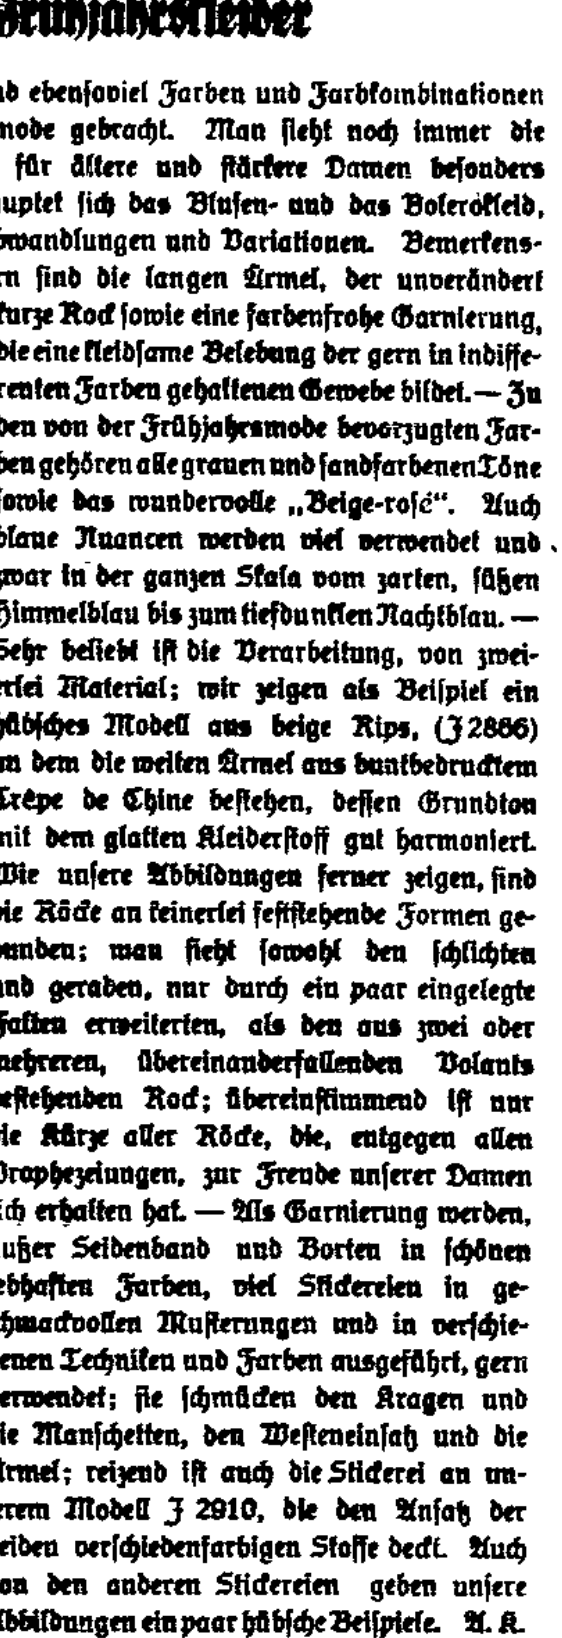 Frühjahrskleider
nd ebensoviel Farben und Farbkombinationen
mode gebracht. Man sieht noch immer die
für ältere und stärkere Damen besonders
uptet sich das Blusen- und das Bolerokleid,
bwandlungen und Variationen. Bemerkens-
rn sind die langen Ärmel, der unverändert
kurze Rock sowie eine farbenfrohe Garnierung,
die eine kleidsame Belebung der gern in indiffe-
renten Farben gehaltenen Gewebe bildet. — Zu
den von der Frühjahrsmode bevorzugten Far-
ben gehören alle grauen und sandfarbenen Töne
sowie das wundervolle „Beige-rosé“. Auch
blaue Nuancen werden viel verwendet und
zwar in der ganzen Skala vom zarten, süßen
Himmelblau bis zum tiefdunklen Nachtblau. —
Sehr beliebt ist die Verarbeitung, von zwei-
erlei Material; wir zeigen als Beispiel ein
hübsches Modell aus beige Rips, (J 2886)
an dem die weiten Ärmel aus buntbedrucktem
Crêpe de Chine bestehen, dessen Grundton
mit dem glatten Kleiderstoff gut harmoniert.
Wie unsere Abbildungen ferner zeigen, sind
die Röcke an keinerlei feststehende Formen ge-
bunden; man sieht sowohl den schlichten
und geraden, nur durch ein paar eingelegte
Falten erweiterten, als den aus zwei oder
mehreren, übereinanderfallenden Volants
bestehenden Rock; übereinstimmend ist nur
die Kürze aller Röcke, die, entgegen allen
Prophezeiungen, zur Freude unserer Damen
sich erhalten hat. — Als Garnierung werden,
außer Seidenband und Borten in schönen
lebhaften Farben, viel Stickereien in ge-
schmackvollen Musterungen und in verschie-
denen Techniken und Farben ausgeführt, gern
verwendet; sie schmücken den Kragen und
die Manschetten, den Westeneinsatz und die
Ärmel; reizend ist auch die Stickerei an un-
serem Modell J 2910, die den Ansatz der
beiden verschiedenfarbigen Stoffe deckt. Auch
von den anderen Stickereien geben unsere
Abbildungen ein paar hübsche Beispiele. A. K.